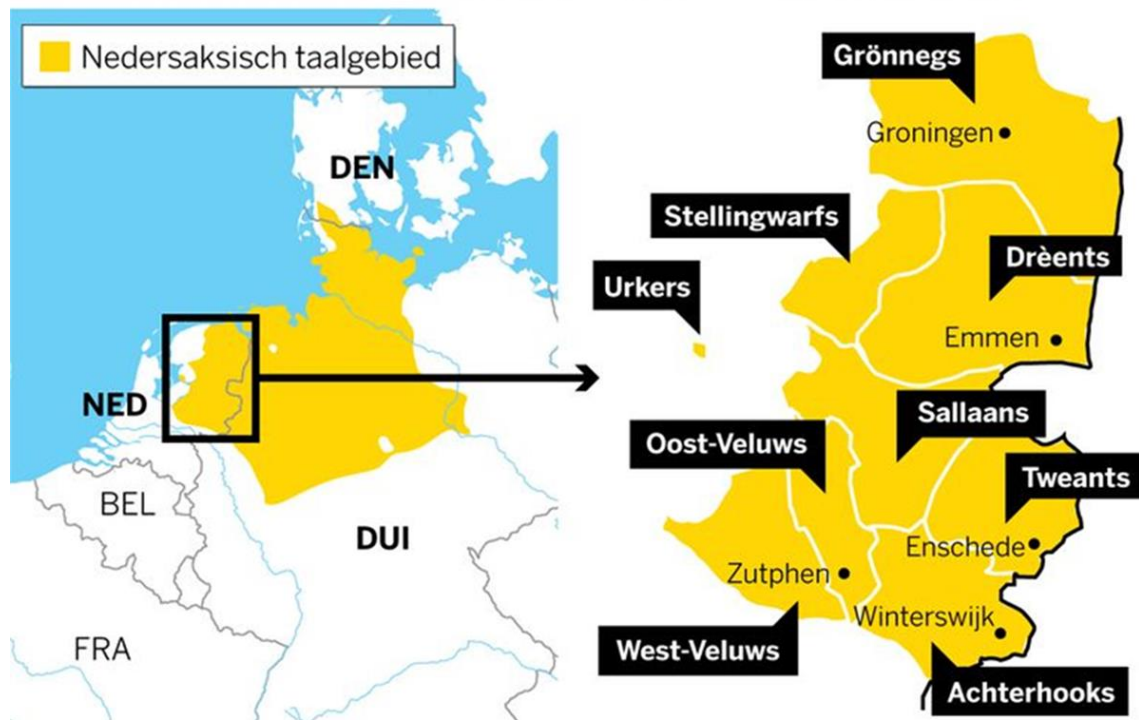 Nedersaksisch taalgebied
DEN
NED
BEL
DUI
FRA
Grönnegs
Groningen
Stellingwarfs
Drèents
Urkers
Emmen
Sallaans
Oost-Veluws
Tweants
Enschede
Zutphen
Winterswijk
West-Veluws
Achterhooks